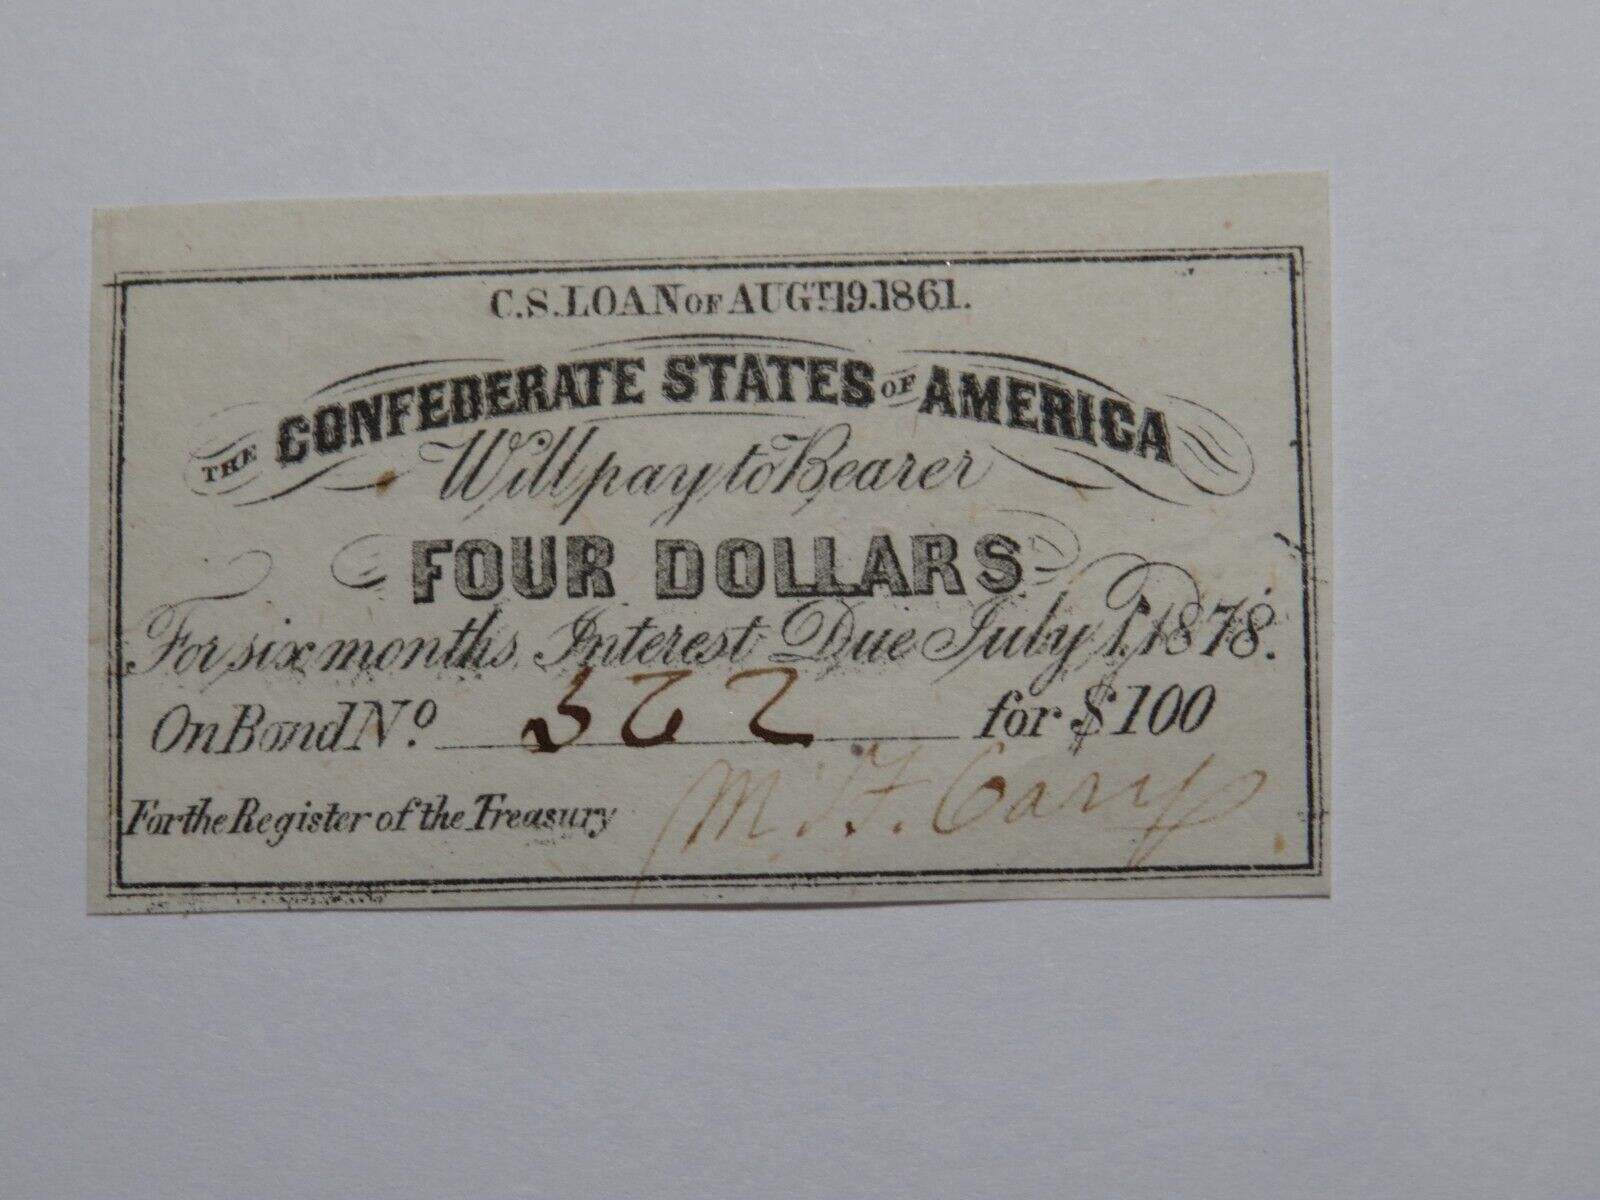 C.S. LOAN OF AUGT. 19. 1861.
THE CONFEDERATE STATES OF AMERICA
Will pay to Bearer
FOUR DOLLARS
For six months Interest Due July 1, 1878.
On Bond No. 322 for $100
For the Register of the Treasury M. F. Cary